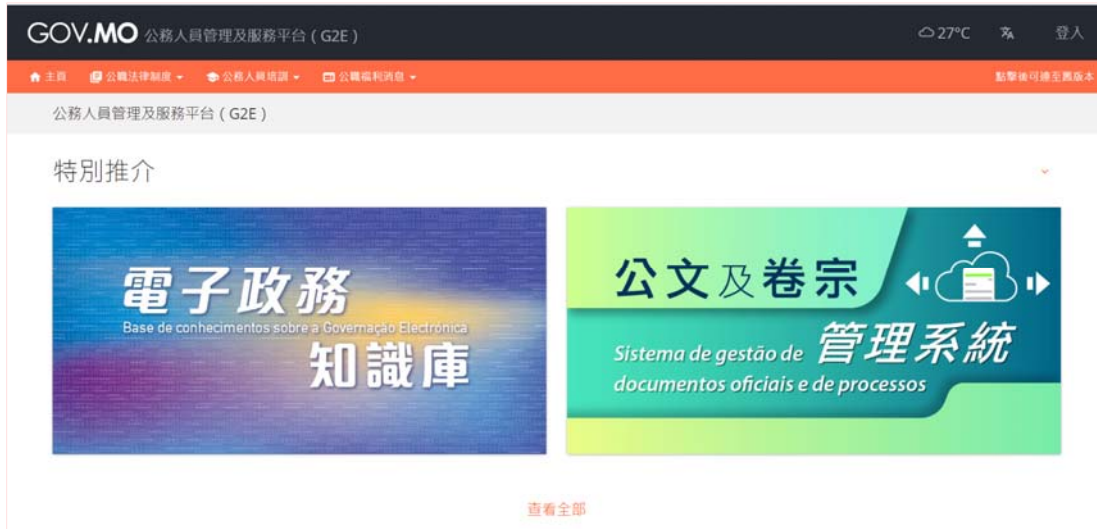 GOV.MO 公務人員管理及服務平台 ( G2E )
27°C
登入
主頁
公職法律制度
公務人員培訓
公職福利消息
點擊後可達至舊版本
公務人員管理及服務平台 ( G2E )
特別推介
電子政務
Base de conhecimentos sobre a Governação Electrónica
知識庫
公文及卷宗
Sistema de gestão de 管理系統
documentos oficiais e de processos
查看全部